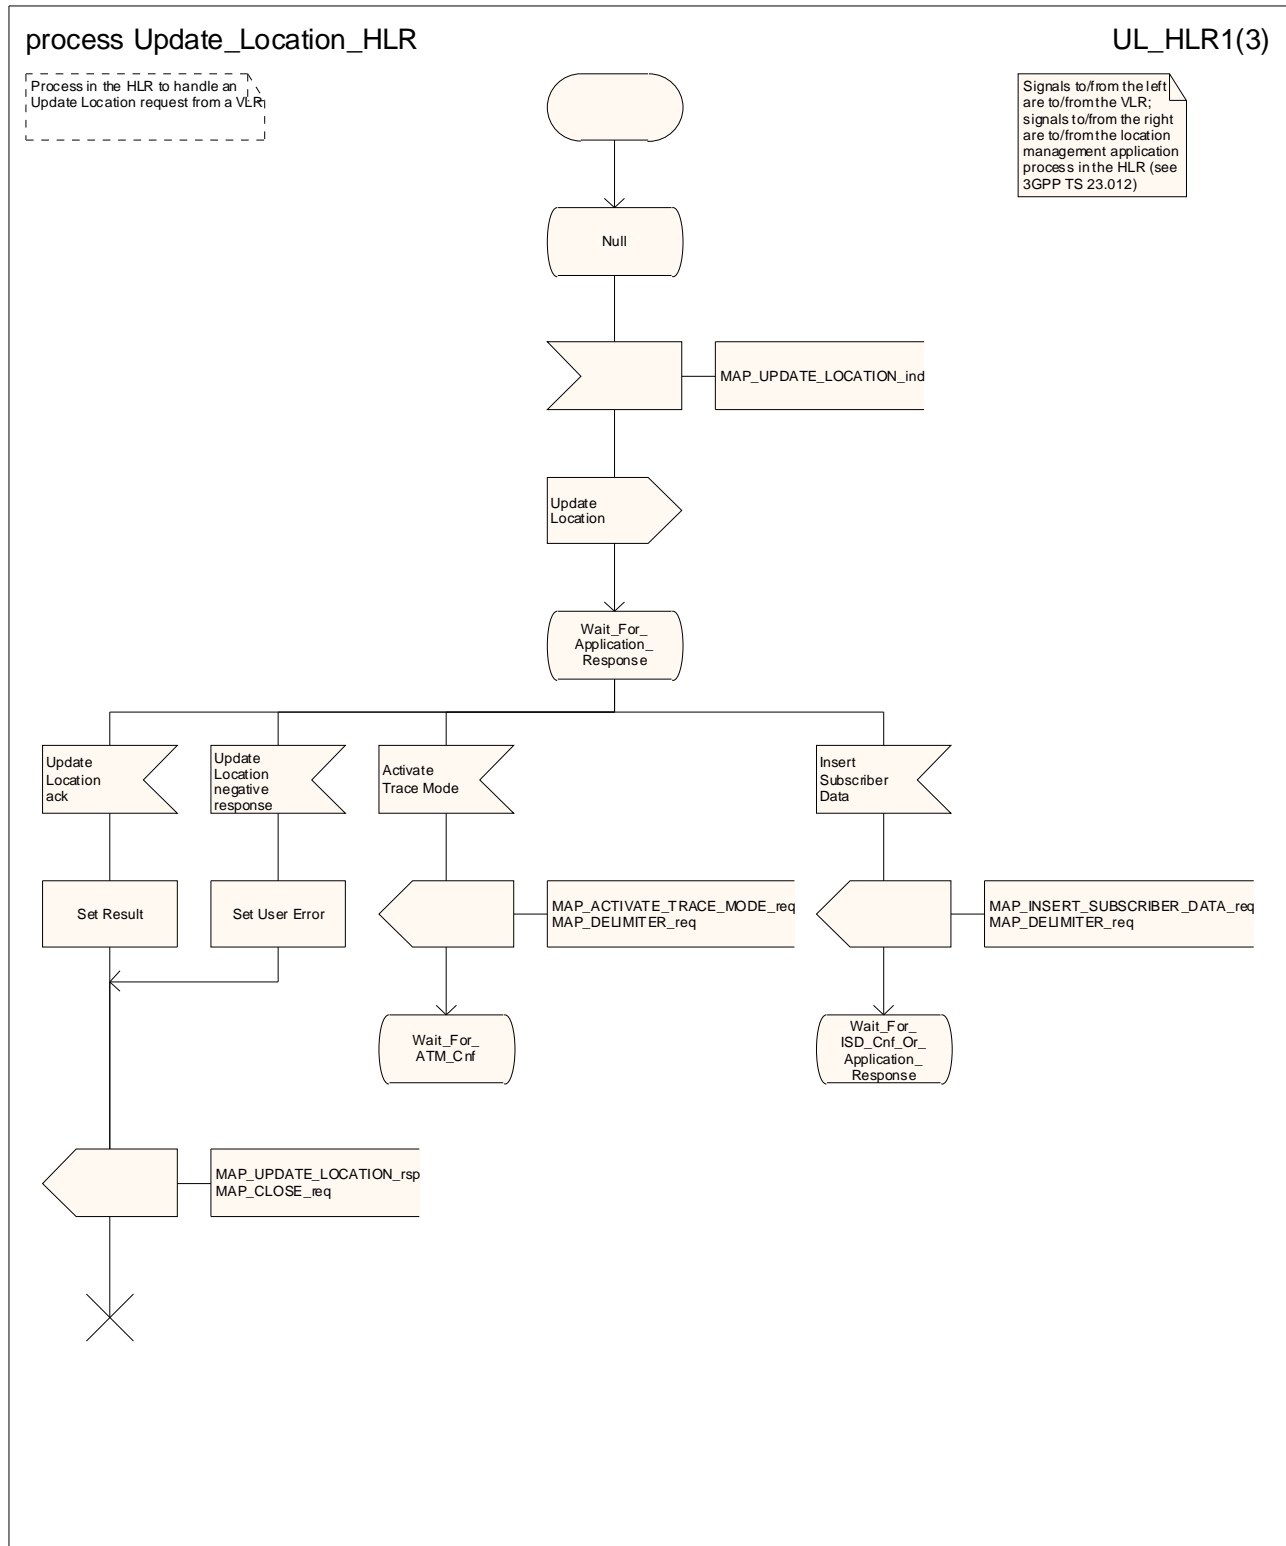 process Update_Location_HLR
UL_HLR1(3)
Process in the HLR to handle an
Update Location request from a VLR
Signals to/from the left
are to/from the VLR;
signals to/from the right
are to/from the location
management application
process in the HLR (see
3GPP TS 23.012)
Null
MAP_UPDATE_LOCATION_ind
Update
Location
Wait_For_
Application_
Response
Update
Location
ack
Update
Location
negative
response
Activate
Trace Mode
Insert
Subscriber
Data
Set Result
Set User Error
MAP_ACTIVATE_TRACE_MODE_req
MAP_DELIMITER_req
MAP_INSERT_SUBSCRIBER_DATA_req
MAP_DELIMITER_req
Wait_For_
ATM_Cnf
Wait_For_
ISD_Cnf_Or_
Application_
Response
MAP_UPDATE_LOCATION_rsp
MAP_CLOSE_req